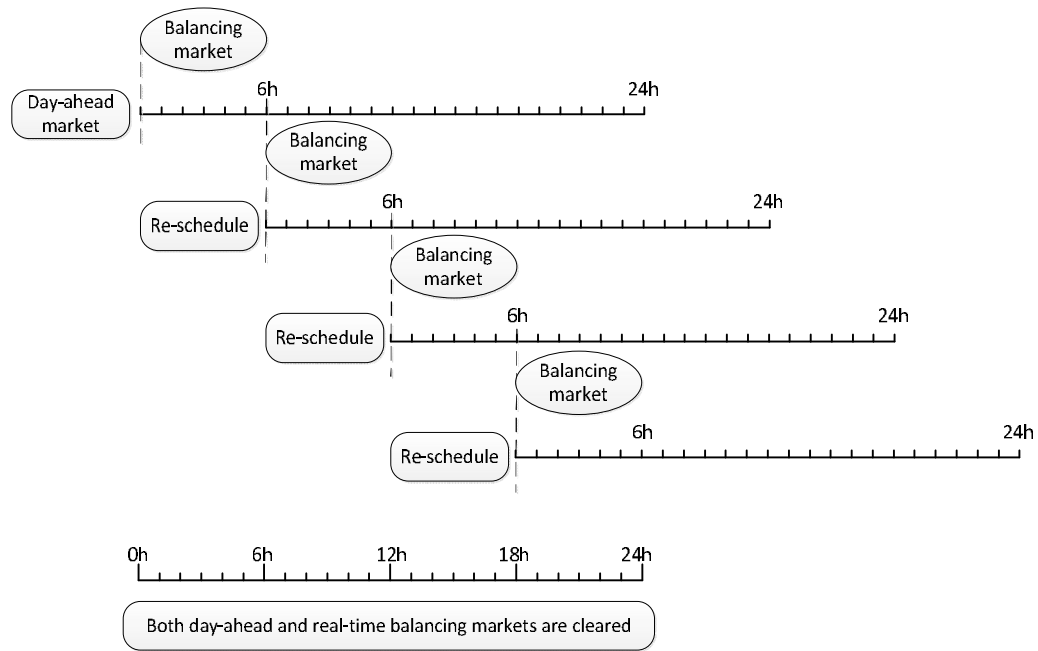 Balancing
market
6h
24h
Day-ahead
market
Balancing
market
6h
24h
Re-schedule
Balancing
market
6h
24h
Re-schedule
Balancing
market
6h
24h
Re-schedule
0h
6h
12h
18h
24h
Both day-ahead and real-time balancing markets are cleared